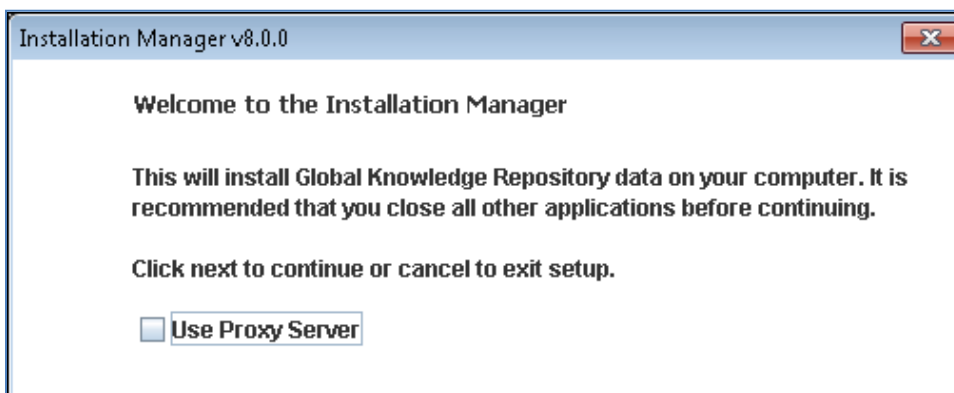 Installation Manager v8.0.0
Welcome to the Installation Manager
This will install Global Knowledge Repository data on your computer. It is
recommended that you close all other applications before continuing.
Click next to continue or cancel to exit setup.
Use Proxy Server